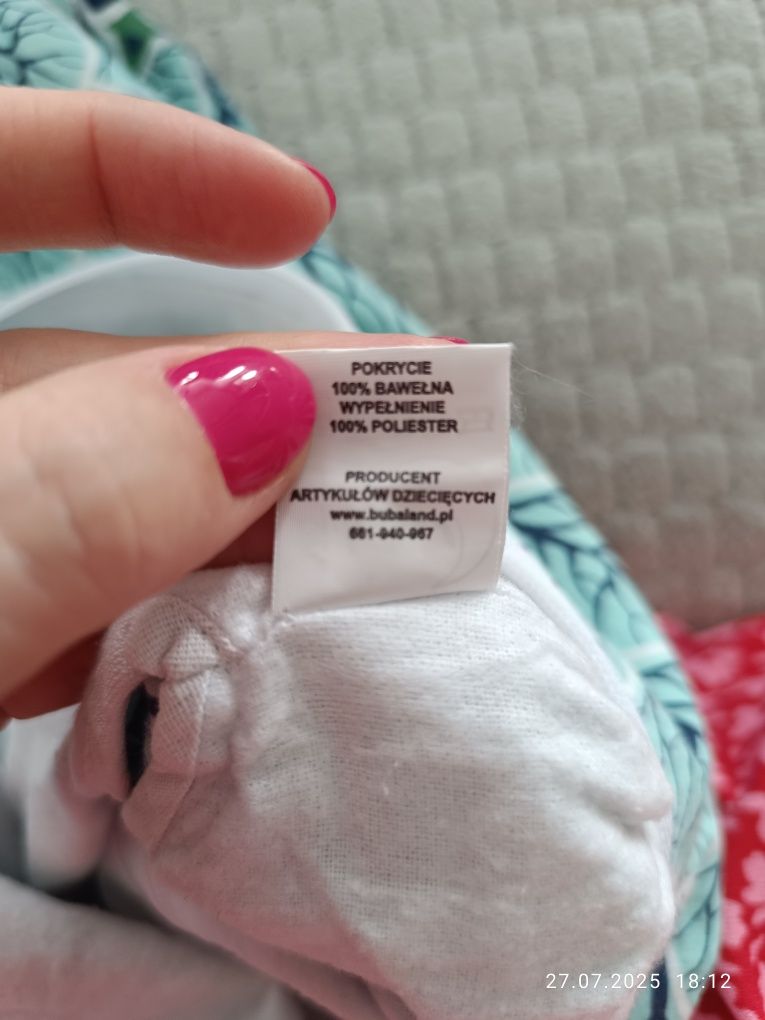 POKRYCIE
100% BAWEŁNA
WYPEŁNIENIE
100% POLIESTER
PRODUCENT
ARTYKUŁÓW DZIECIĘCYCH
www.bubaland.pl
661-940-967
27.07.2025 18:12